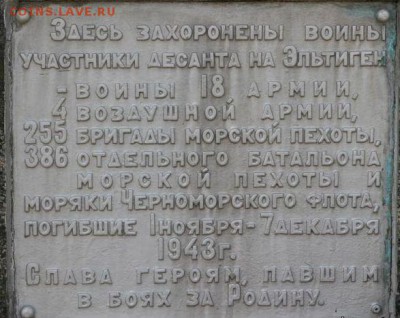 COINS.LAVE.RU
Здесь захоронены воины
участники десанта на Эльтиген
- воины 18 армии,
4 воздушной армии,
255 бригады морской пехоты,
386 отдельного батальона
морской пехоты и
моряки Черноморского флота,
погибшие 1 ноября - 7 декабря
1943 г.
Слава героям, павшим
в боях за Родину.